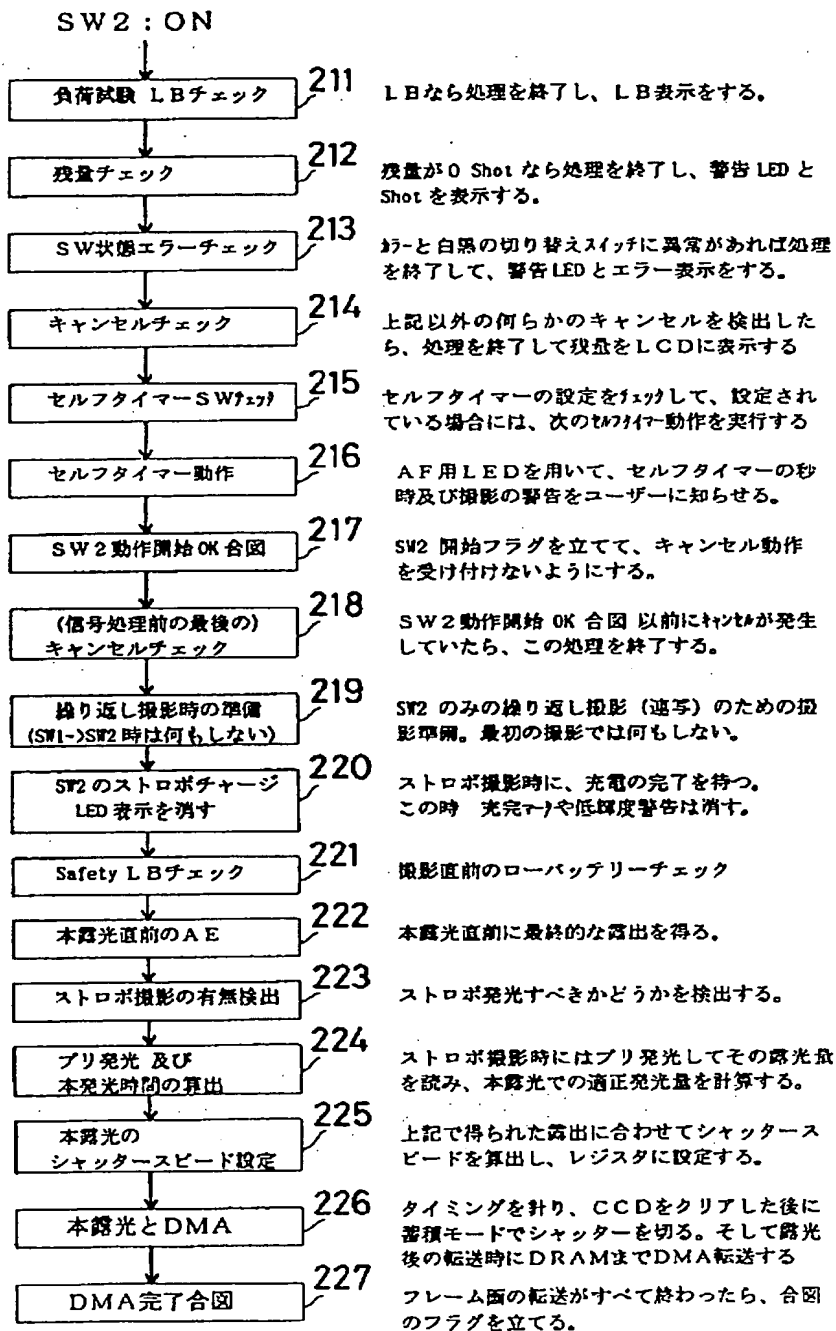 SW2:ON
負荷試験 LBチェック
211
LBなら処理を終了し、LB表示をする。
残量チェック
212
残量が0 Shot なら処理を終了し、警告LEDと
Shot を表示する。
SW状態エラーチェック
213
カラーと白黒の切り替えスイッチに異常があれば処理
を終了して、警告LEDとエラー表示をする。
キャンセルチェック
214
上記以外の何らかのキャンセルを検出した
ら、処理を終了して残量をLCDに表示する
セルフタイマーSWチェック
215
セルフタイマーの設定をチェックして、設定され
ている場合には、次のセルフタイマー動作を実行する
セルフタイマー動作
216
AF用LEDを用いて、セルフタイマーの秒
時及び撮影の警告をユーザーに知らせる。
SW2動作開始OK合図
217
SW2 開始フラグを立てて、キャンセル動作
を受け付けないようにする。
(信号処理前の最後の)
キャンセルチェック
218
SW2動作開始 OK 合図 以前にキャンセルが発生
していたら、この処理を終了する。
繰り返し撮影時の準備
(SW1->SW2 時は何もしない)
219
SW2 のみの繰り返し撮影(連写)のための撮
影準備。最初の撮影では何もしない。
SW2のストロボチャージ
LED 表示を消す
220
ストロボ撮影時に、充電の完了を待つ。
この時 充完マークや低輝度警告は消す。
Safety LBチェック
221
撮影直前のローバッテリーチェック
本露光直前のAE
222
本露光直前に最終的な露出を得る。
ストロボ撮影の有無検出
223
ストロボ発光すべきかどうかを検出する。
プリ発光 及び
本発光時間の算出
224
ストロボ撮影時にはプリ発光してその露光量
を読み、本露光での適正発光量を計算する。
本露光の
シャッタースピード設定
225
上記で得られた露出に合わせてシャッタース
ピードを算出し、レジスタに設定する。
本露光とDMA
226
タイミングを計り、CCDをクリアした後に
蓄積モードでシャッターを切る。そして露光
後の転送時にDRAMまでDMA転送する
DMA完了合図
227
フレーム画の転送がすべて終わったら、合図
のフラグを立てる。